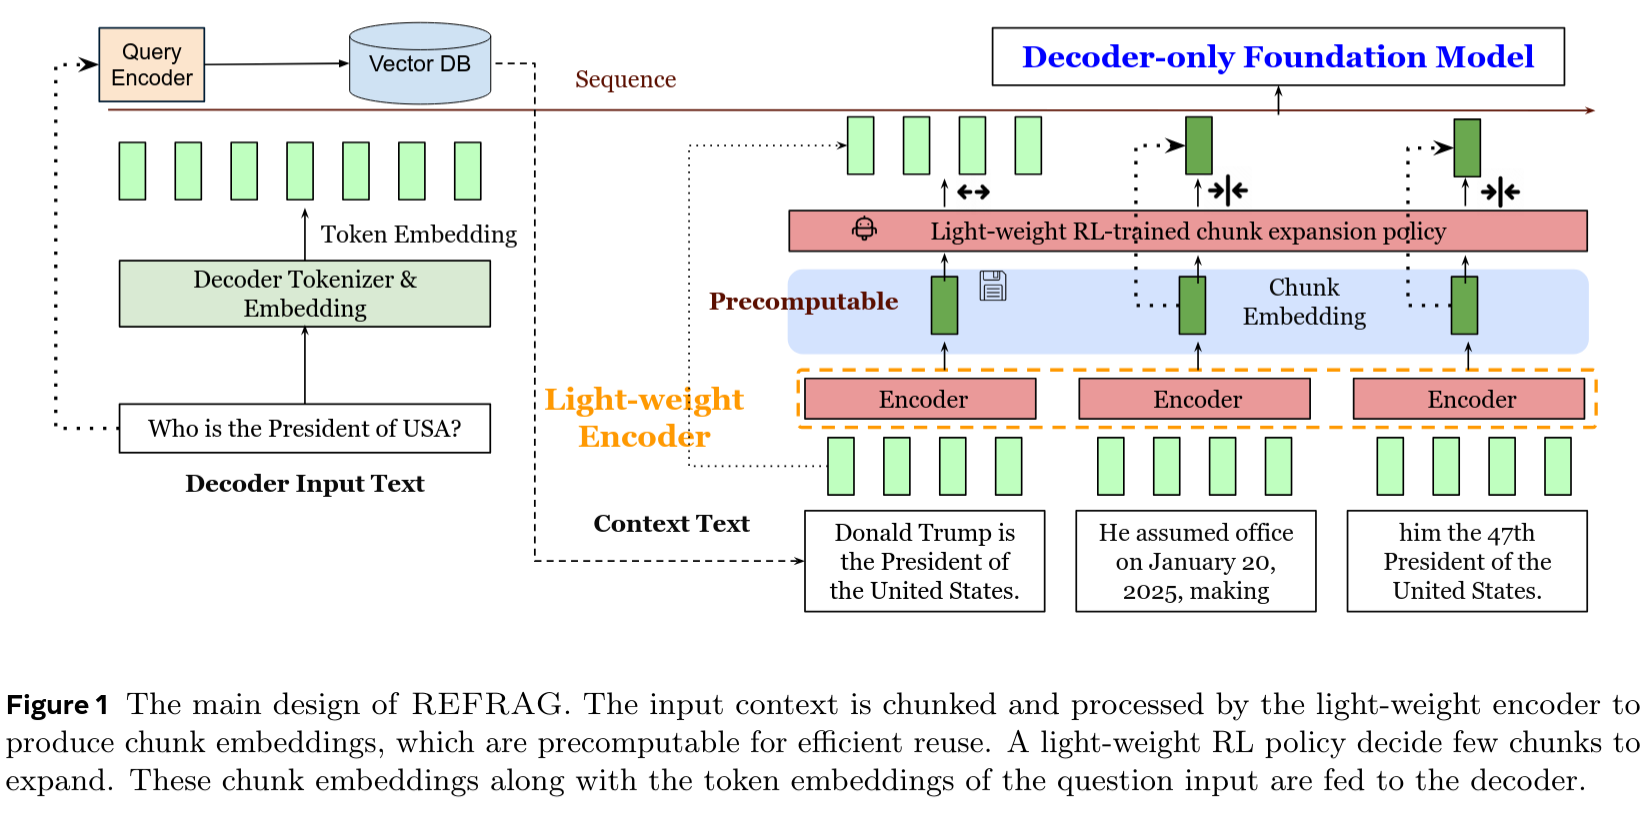 Query
Encoder
Vector DB
Sequence
Decoder-only Foundation Model
Token Embedding
Decoder Tokenizer &
Embedding
Who is the President of USA?
Decoder Input Text
Light-weight RL-trained chunk expansion policy
Precomputable
Chunk
Embedding
Light-weight
Encoder
Encoder
Encoder
Encoder
Context Text
Donald Trump is
the President of
the United States.
He assumed office
on January 20,
2025, making
him the 47th
President of the
United States.
Figure 1 The main design of REFRAG. The input context is chunked and processed by the light-weight encoder to
produce chunk embeddings, which are precomputable for efficient reuse. A light-weight RL policy decide few chunks to
expand. These chunk embeddings along with the token embeddings of the question input are fed to the decoder.